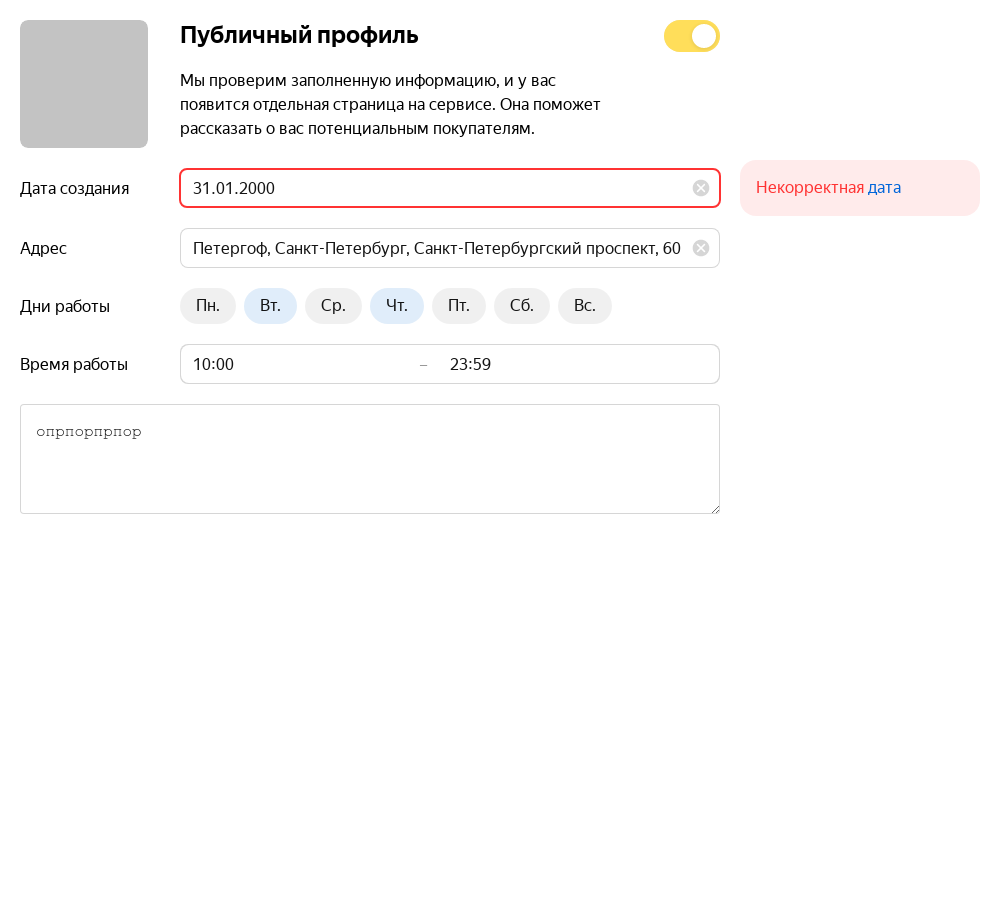 Публичный профиль
Мы проверим заполненную информацию, и у вас
появится отдельная страница на сервисе. Она поможет
рассказать о вас потенциальным покупателям.
Дата создания 31.01.2000 Некорректная дата
Адрес Петергоф, Санкт-Петербург, Санкт-Петербургский проспект, 60
Дни работы Пн. Вт. Ср. Чт. Пт. Сб. Вс.
Время работы 10:00 – 23:59
опрпорпрпор